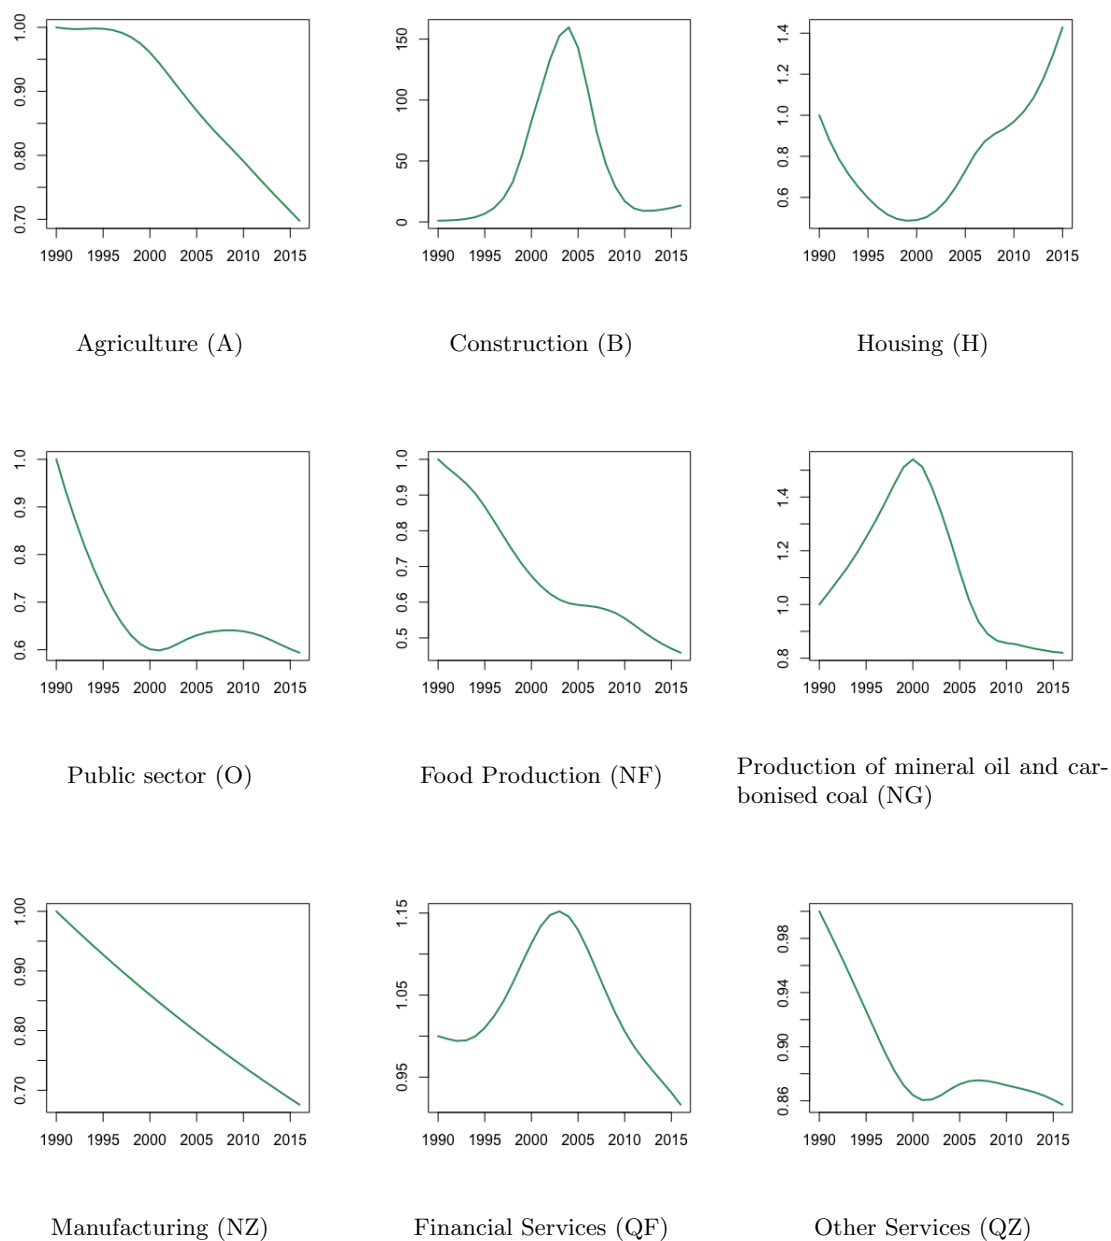 0.70 0.80 0.90 1.00
1990 1995 2000 2005 2010 2015
Agriculture (A)
0 50 100 150
1990 1995 2000 2005 2010 2015
Construction (B)
0.6 0.8 1.0 1.2 1.4
1990 1995 2000 2005 2010 2015
Housing (H)
0.6 0.7 0.8 0.9 1.0
1990 1995 2000 2005 2010 2015
Public sector (O)
0.5 0.6 0.7 0.8 0.9 1.0
1990 1995 2000 2005 2010 2015
Food Production (NF)
0.8 1.0 1.2 1.4
1990 1995 2000 2005 2010 2015
Production of mineral oil and car-
bonised coal (NG)
0.70 0.80 0.90 1.00
1990 1995 2000 2005 2010 2015
Manufacturing (NZ)
0.95 1.05 1.15
1990 1995 2000 2005 2010 2015
Financial Services (QF)
0.86 0.90 0.94 0.98
1990 1995 2000 2005 2010 2015
Other Services (QZ)